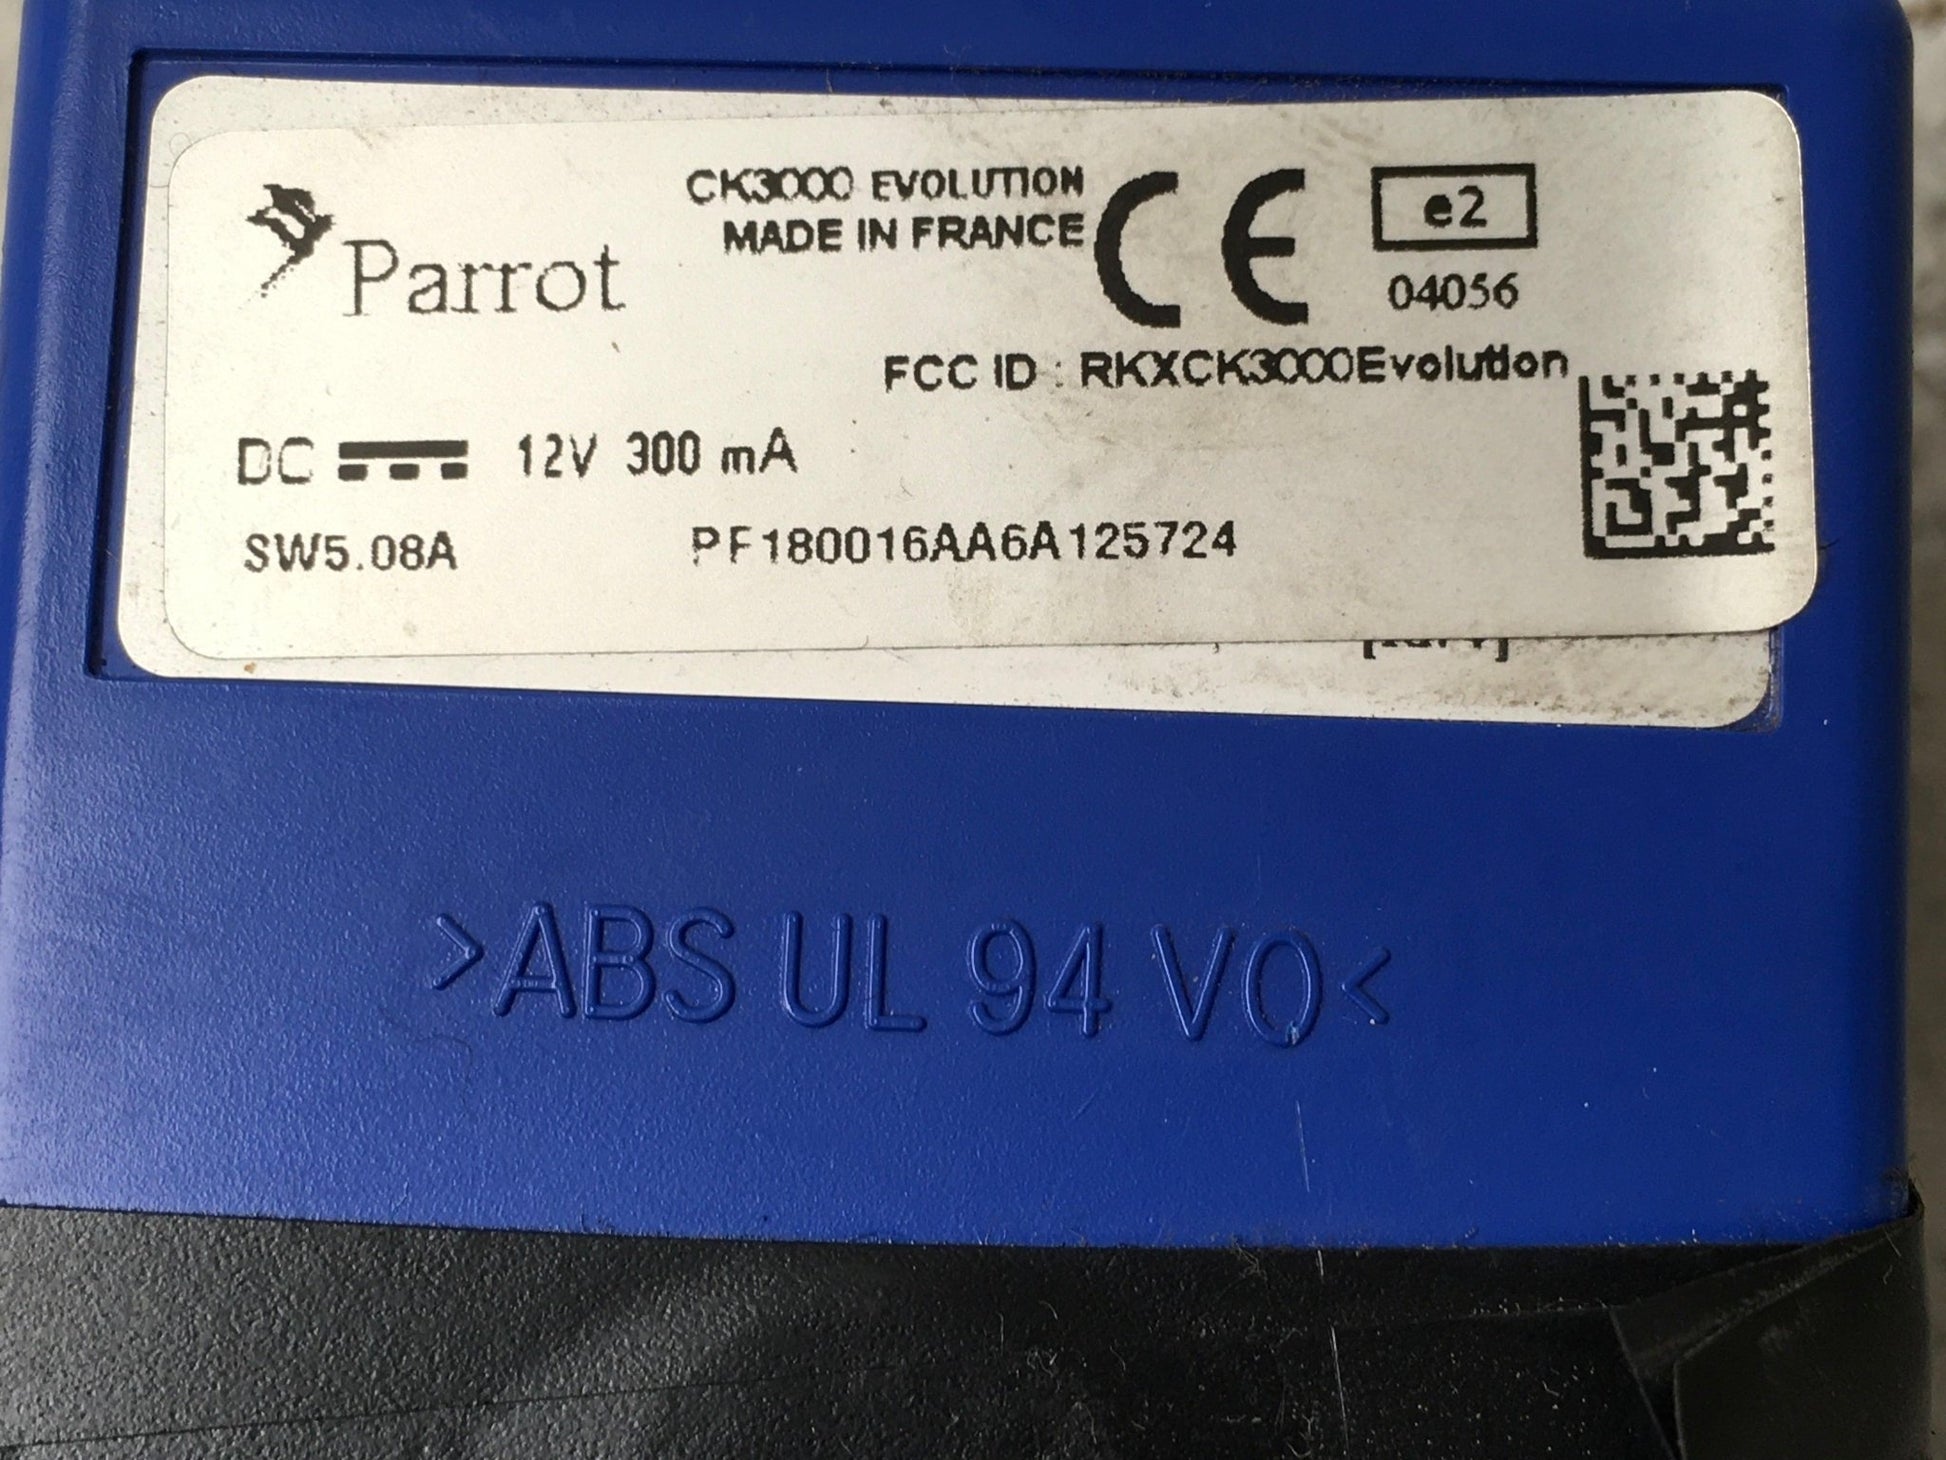 Parrot
CK3000 EVOLUTION
MADE IN FRANCE
CE
e2
04056
FCC ID : RKXCK3000Evolution
DC 12V 300 mA
SW5.08A PF180016AA6A125724
>ABS UL 94 V0<